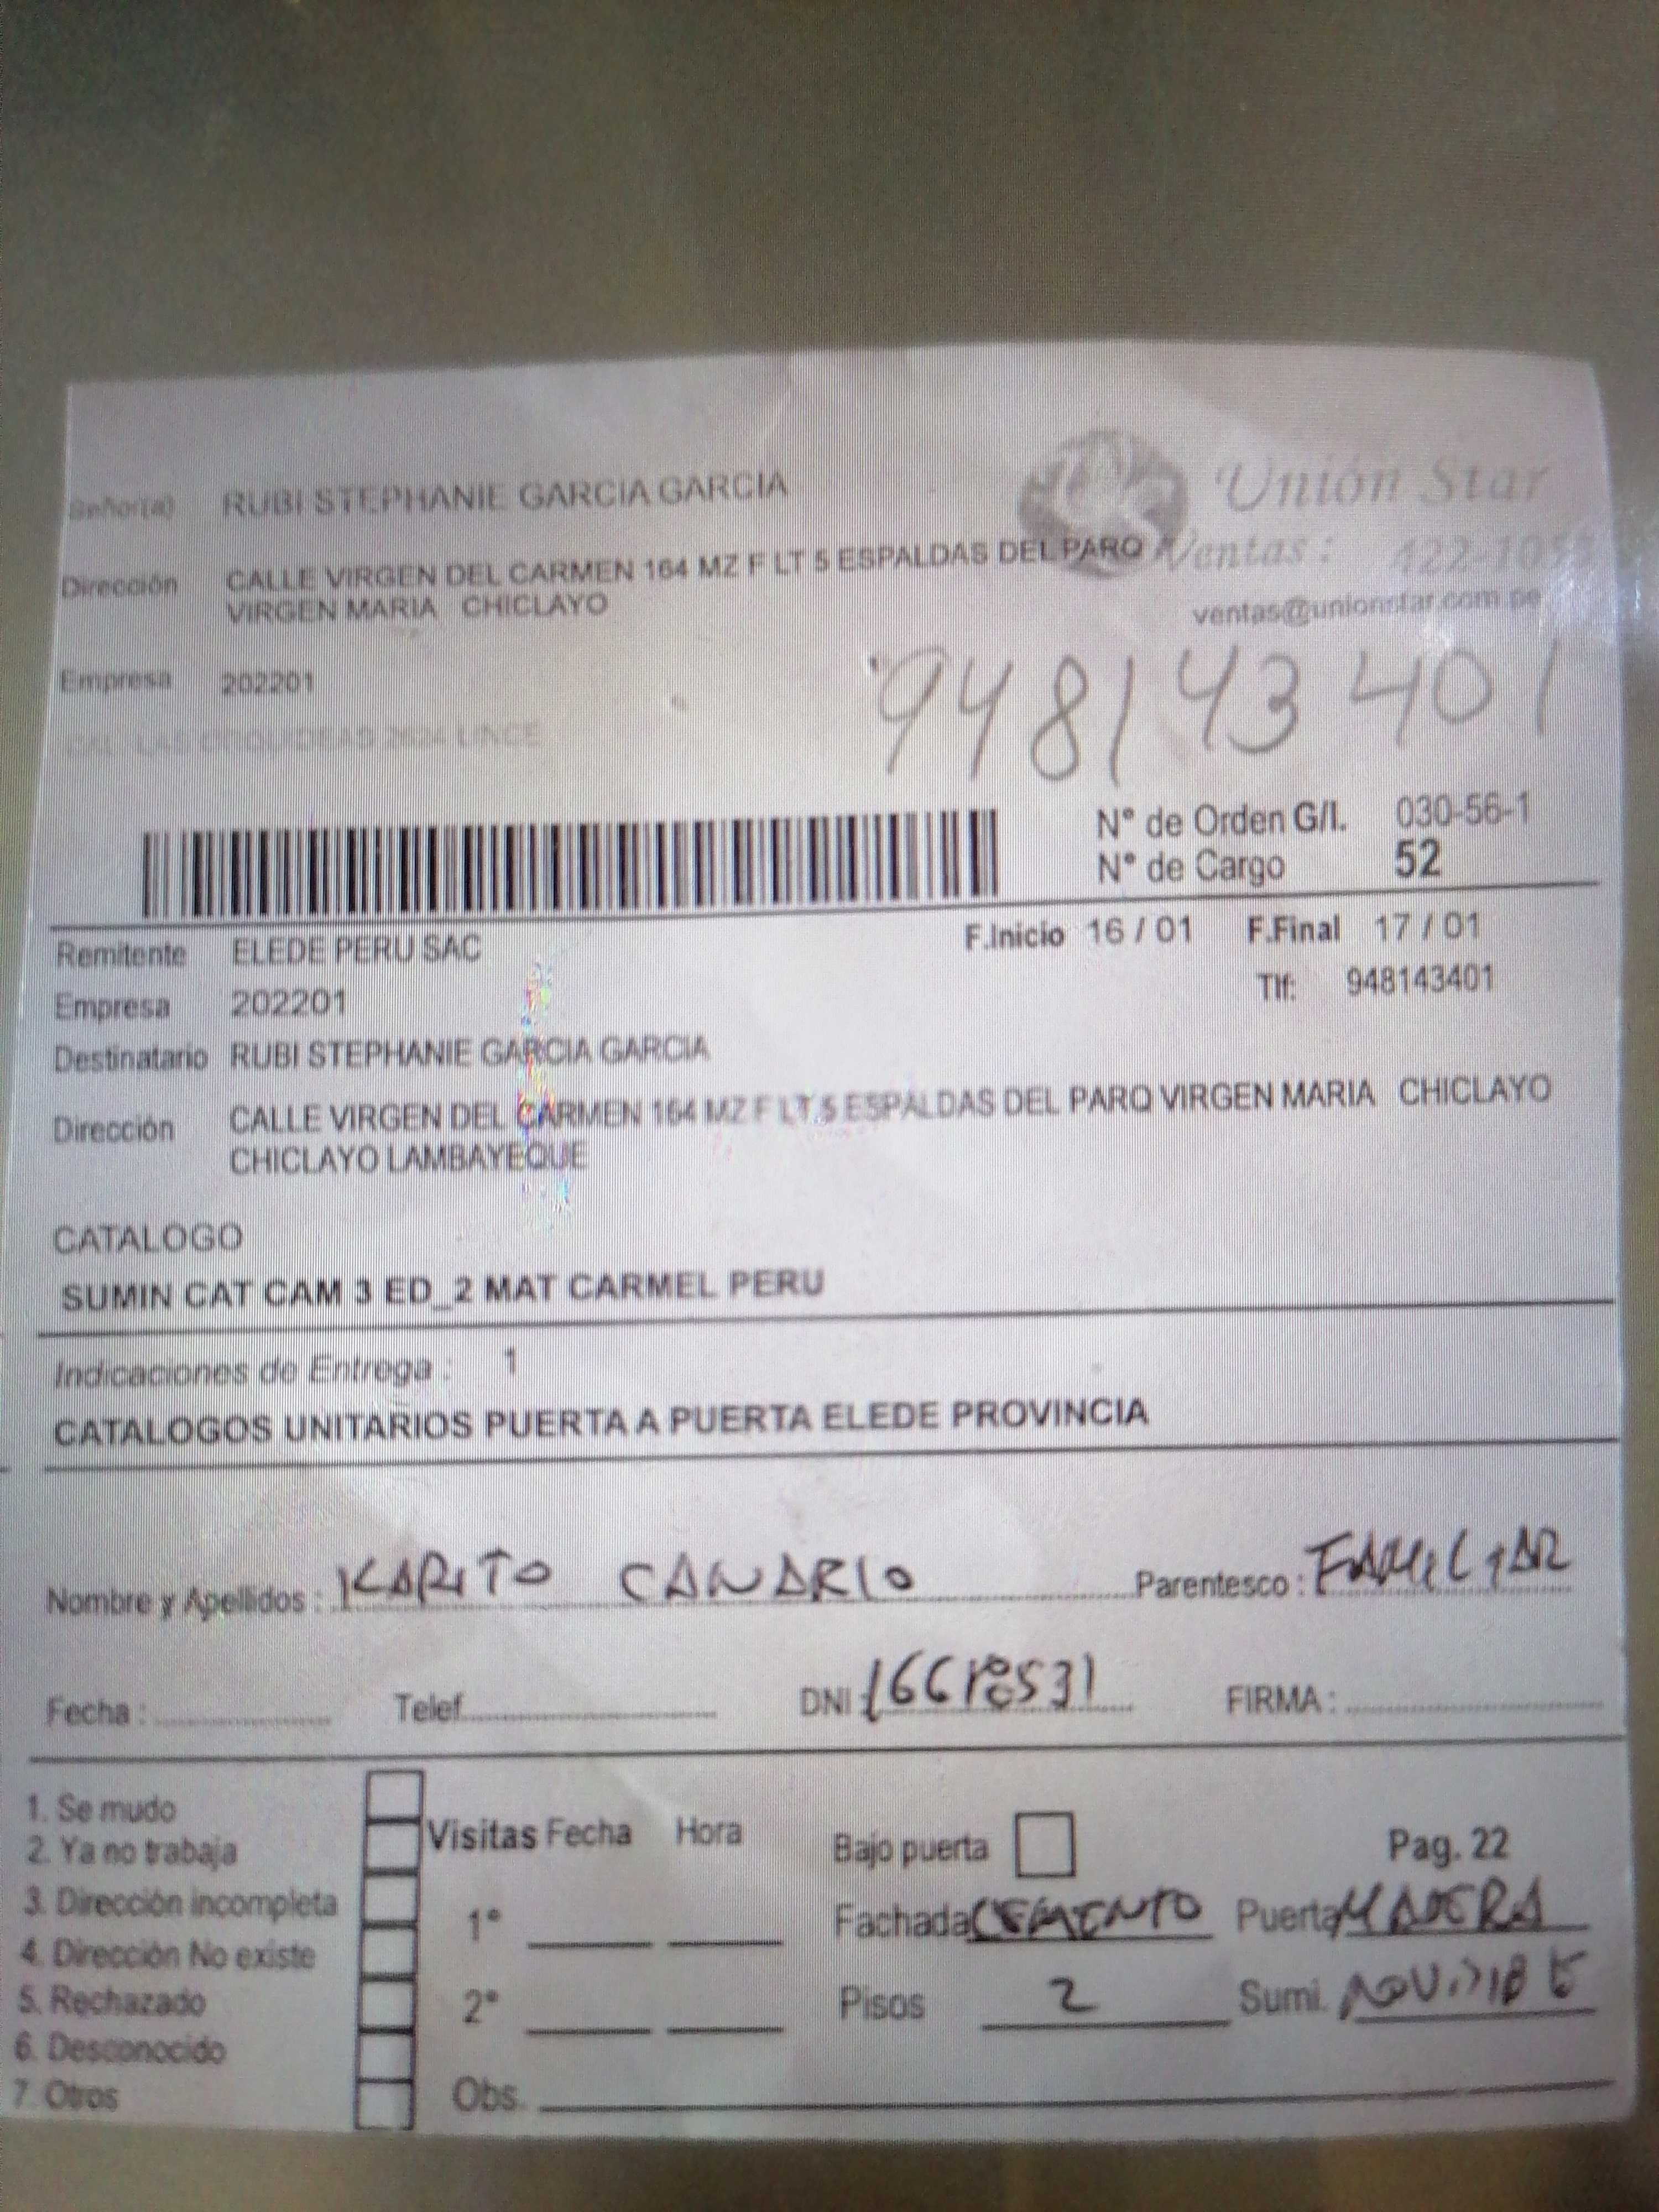 Señor(a) RUBI STEPHANIE GARCIA GARCIA
Unión Star
Dirección CALLE VIRGEN DEL CARMEN 164 MZ F LT 5 ESPALDAS DEL PARQ
VIRGEN MARIA CHICLAYO
Ventas :
ventas@unionstar.com.pe
Empresa 202201
948143401
LINCE
N° de Orden G/I. 030-56-1
N° de Cargo 52
Remitente ELEDE PERU SAC F.Inicio 16 / 01 F.Final 17 / 01
Empresa 202201 Tlf: 948143401
Destinatario RUBI STEPHANIE GARCIA GARCIA
Dirección CALLE VIRGEN DEL CARMEN 164 MZ F LT 5 ESPALDAS DEL PARQ VIRGEN MARIA CHICLAYO
CHICLAYO LAMBAYEQUE
CATALOGO
SUMIN CAT CAM 3 ED_2 MAT CARMEL PERU
Indicaciones de Entrega : 1
CATALOGOS UNITARIOS PUERTA A PUERTA ELEDE PROVINCIA
Nombre y Apellidos : KARITO CANARIO Parentesco : FAMILIAR
Fecha : Telef. DNI FIRMA :
1. Se mudo
2. Ya no trabaja
3. Dirección incompleta
4. Dirección No existe
5. Rechazado
6. Desconocido
7. Otros
Visitas Fecha Hora
1°
2°
Obs.
Bajo puerta Pag. 22
Fachada CEMENTO Puerta MADERA
Pisos 2 Sumi.